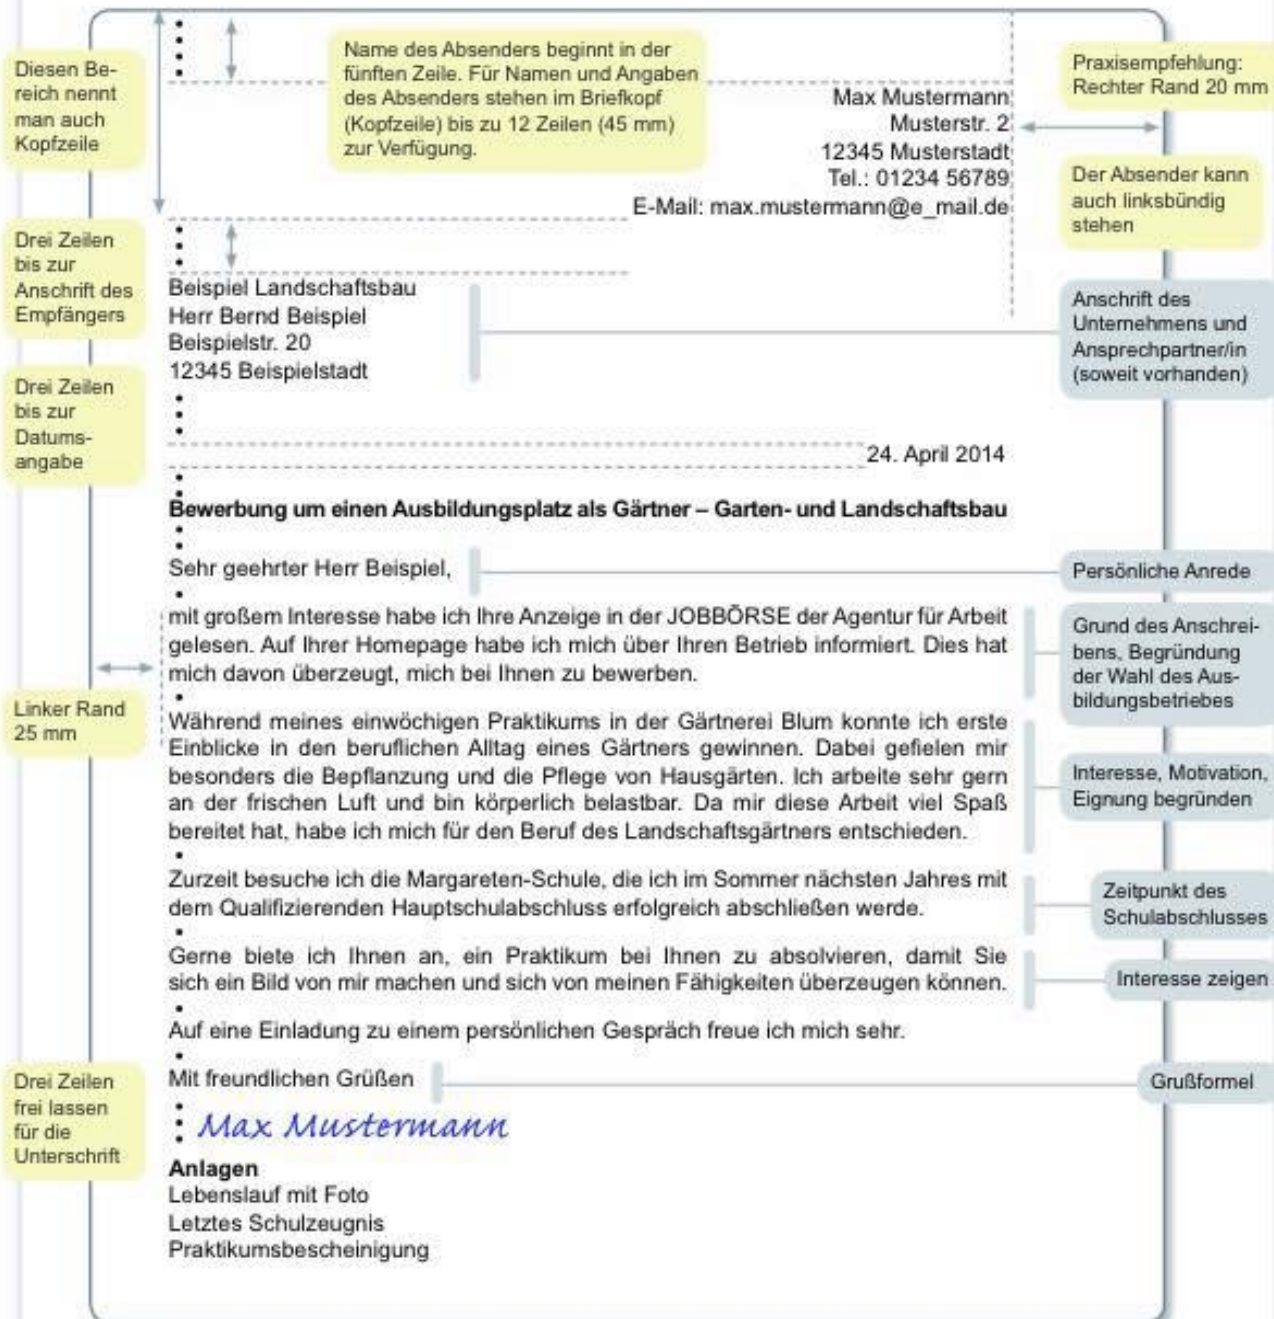 Diesen Be-
reich nennt
man auch
Kopfzeile
Name des Absenders beginnt in der
fünften Zeile. Für Namen und Angaben
des Absenders stehen im Briefkopf
(Kopfzeile) bis zu 12 Zeilen (45 mm)
zur Verfügung.
Praxisempfehlung:
Rechter Rand 20 mm
Max Mustermann
Musterstr. 2
12345 Musterstadt
Tel.: 01234 56789
E-Mail: max.mustermann@e_mail.de
Der Absender kann
auch linksbündig
stehen
Drei Zeilen
bis zur
Anschrift des
Empfängers
Beispiel Landschaftsbau
Herr Bernd Beispiel
Beispielstr. 20
12345 Beispielstadt
Anschrift des
Unternehmens und
Ansprechpartner/in
(soweit vorhanden)
Drei Zeilen
bis zur
Datums-
angabe
24. April 2014
Bewerbung um einen Ausbildungsplatz als Gärtner – Garten- und Landschaftsbau
Sehr geehrter Herr Beispiel,
Persönliche Anrede
mit großem Interesse habe ich Ihre Anzeige in der JOBBÖRSE der Agentur für Arbeit
gelesen. Auf Ihrer Homepage habe ich mich über Ihren Betrieb informiert. Dies hat
mich davon überzeugt, mich bei Ihnen zu bewerben.
Grund des Anschrei-
bens, Begründung
der Wahl des Aus-
bildungsbetriebes
Linker Rand
25 mm
Während meines einwöchigen Praktikums in der Gärtnerei Blum konnte ich erste
Einblicke in den beruflichen Alltag eines Gärtners gewinnen. Dabei gefielen mir
besonders die Bepflanzung und die Pflege von Hausgärten. Ich arbeite sehr gern
an der frischen Luft und bin körperlich belastbar. Da mir diese Arbeit viel Spaß
bereitet hat, habe ich mich für den Beruf des Landschaftsgärtners entschieden.
Interesse, Motivation,
Eignung begründen
Zurzeit besuche ich die Margareten-Schule, die ich im Sommer nächsten Jahres mit
dem Qualifizierenden Hauptschulabschluss erfolgreich abschließen werde.
Zeitpunkt des
Schulabschlusses
Gerne biete ich Ihnen an, ein Praktikum bei Ihnen zu absolvieren, damit Sie
sich ein Bild von mir machen und sich von meinen Fähigkeiten überzeugen können.
Interesse zeigen
Auf eine Einladung zu einem persönlichen Gespräch freue ich mich sehr.
Mit freundlichen Grüßen
Grußformel
Drei Zeilen
frei lassen
für die
Unterschrift
Max Mustermann
Anlagen
Lebenslauf mit Foto
Letztes Schulzeugnis
Praktikumsbescheinigung